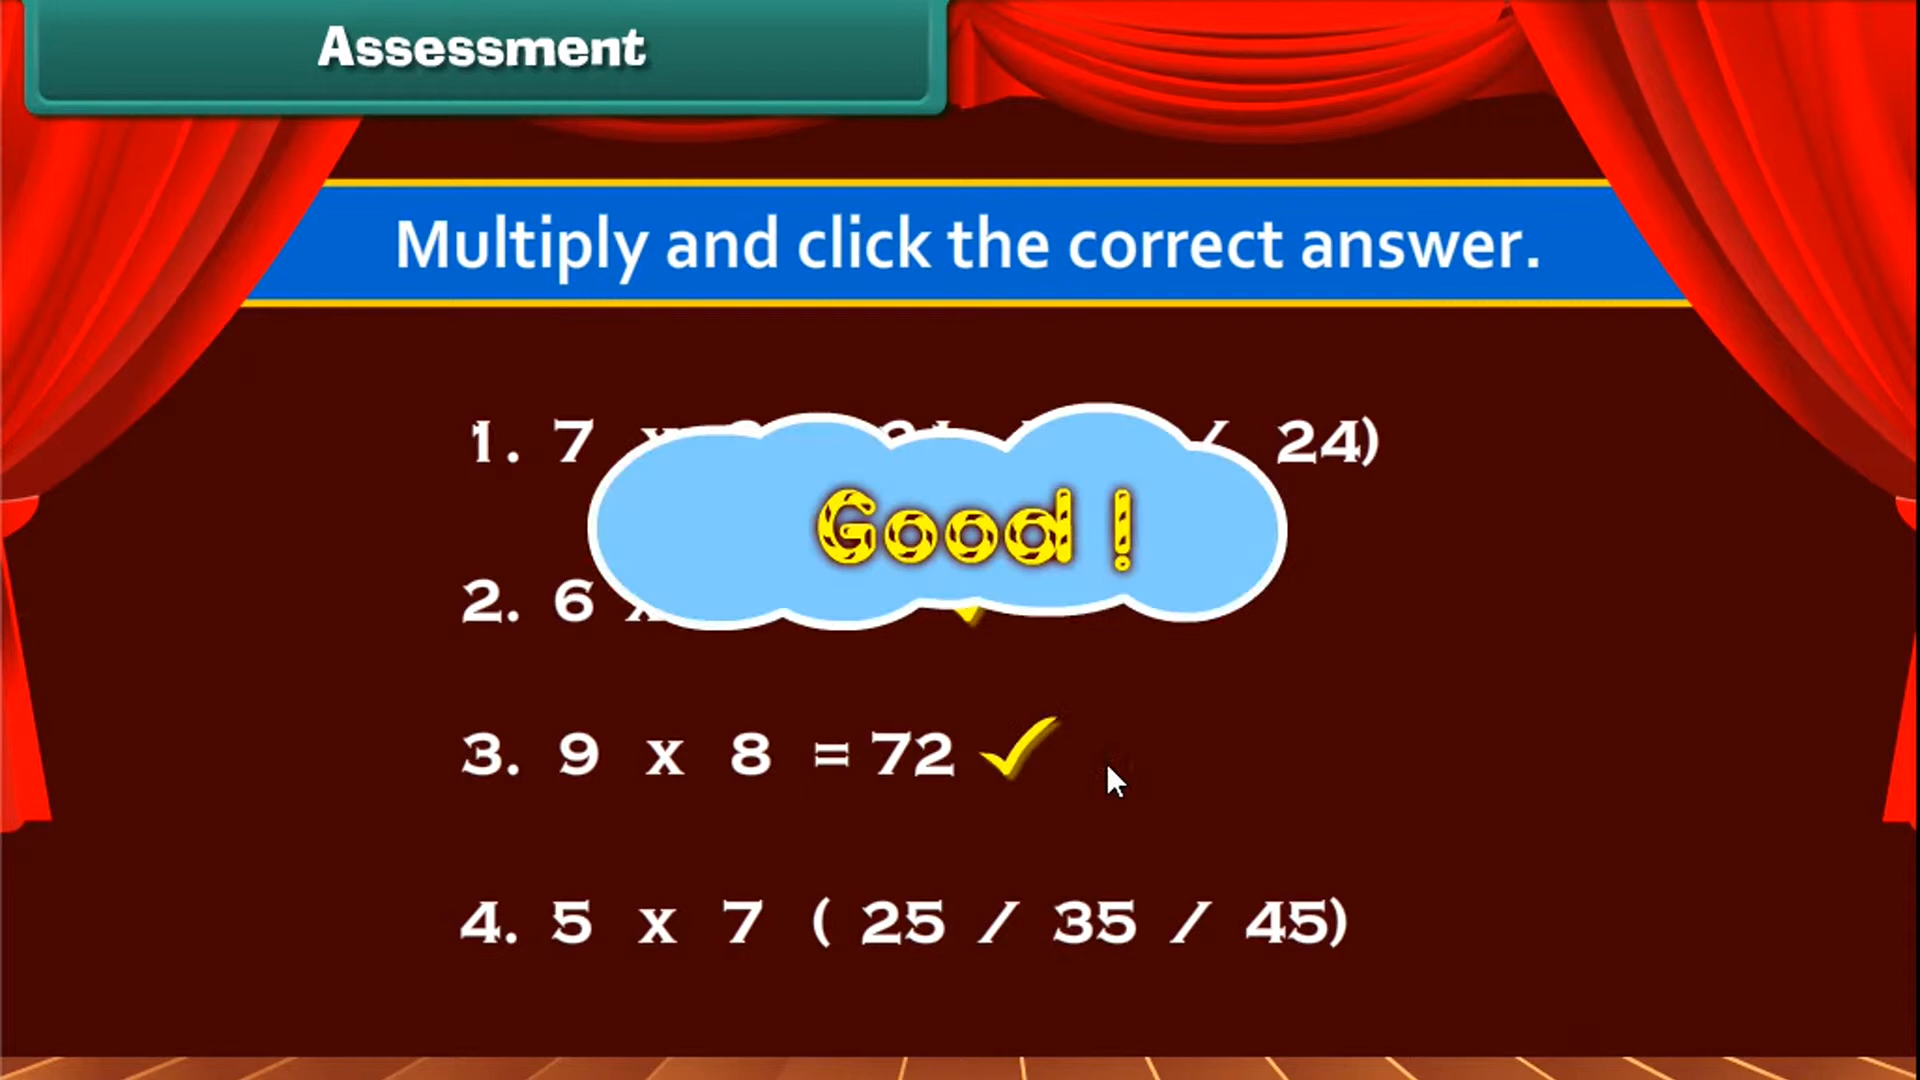 Assessment
Multiply and click the correct answer.
1. 7 x / 24)
Good !
2. 6 x
3. 9 x 8 = 72
4. 5 x 7 ( 25 / 35 / 45)